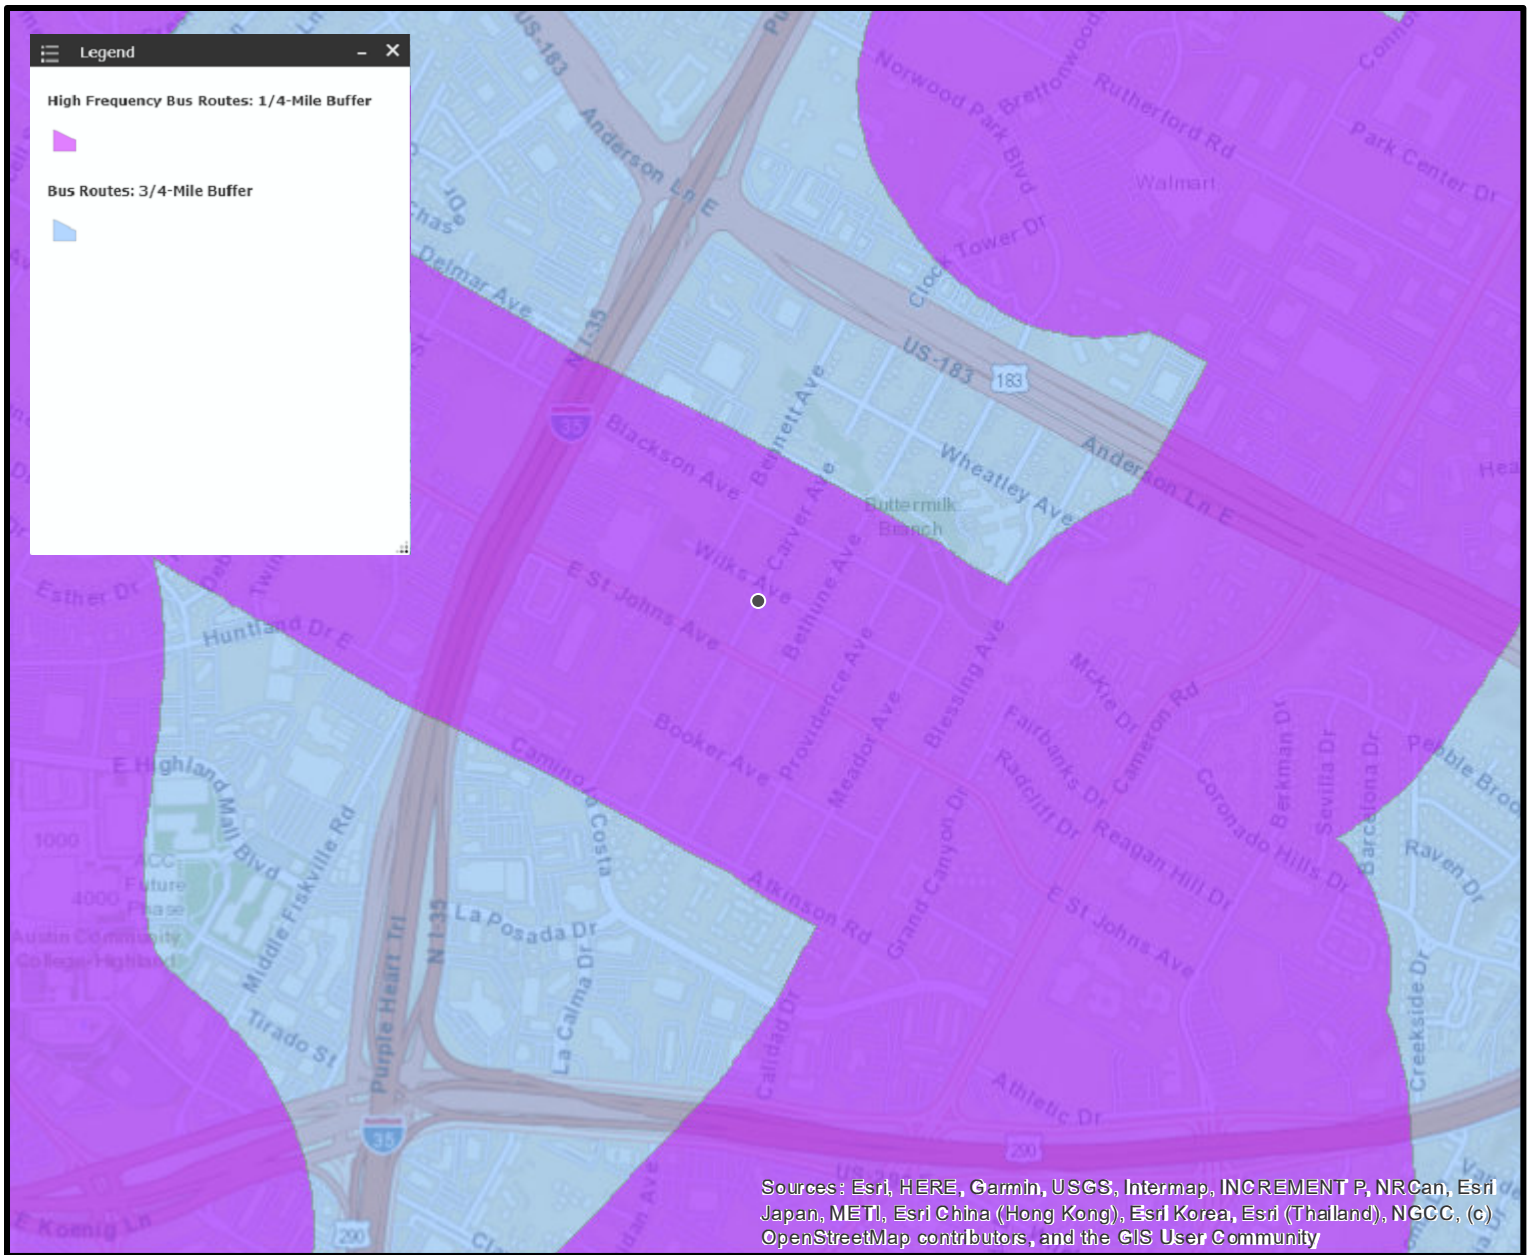 Legend
High Frequency Bus Routes: 1/4-Mile Buffer
Bus Routes: 3/4-Mile Buffer
US-183
Anderson Ln E
Norwood Park Blvd
Rutherford Rd
Park Center Dr
Walmart
Clock Tower Dr
Delmar Ave
N I-35
US-183
183
35
Blackson Ave
Bennett Ave
Wheatley Ave
Anderson Ln E
Carver Ave
Buttermilk
Branch
Wilks Ave
Bethune Ave
E St Johns Ave
Esther Dr
Huntland Dr E
Providence Ave
Meador Ave
Blessing Ave
McKie Dr
Cameron Rd
Fairbanks Dr
Radcliff Dr
Booker Ave
Camino la Costa
E Highland Mall Blvd
Coronado Hills Dr
Berkman Dr
Sevilla Dr
Barcelona Dr
Reagan Hill Dr
Raven Dr
Grand Canyon Dr
1000
ACC
Future
Phase
4000
Austin Community
College-Highland
Middle Fiskville Rd
Atkinson Rd
La Posada Dr
E St Johns Ave
N I-35
Purple Heart Trl
La Calma Dr
Calidad Dr
Creekside Dr
Tirado St
Athletic Dr
35
290
E Koenig Ln
290
Sources: Esri, HERE, Garmin, USGS, Intermap, INCREMENT P, NRCan, Esri
Japan, METI, Esri China (Hong Kong), Esri Korea, Esri (Thailand), NGCC, (c)
OpenStreetMap contributors, and the GIS User Community